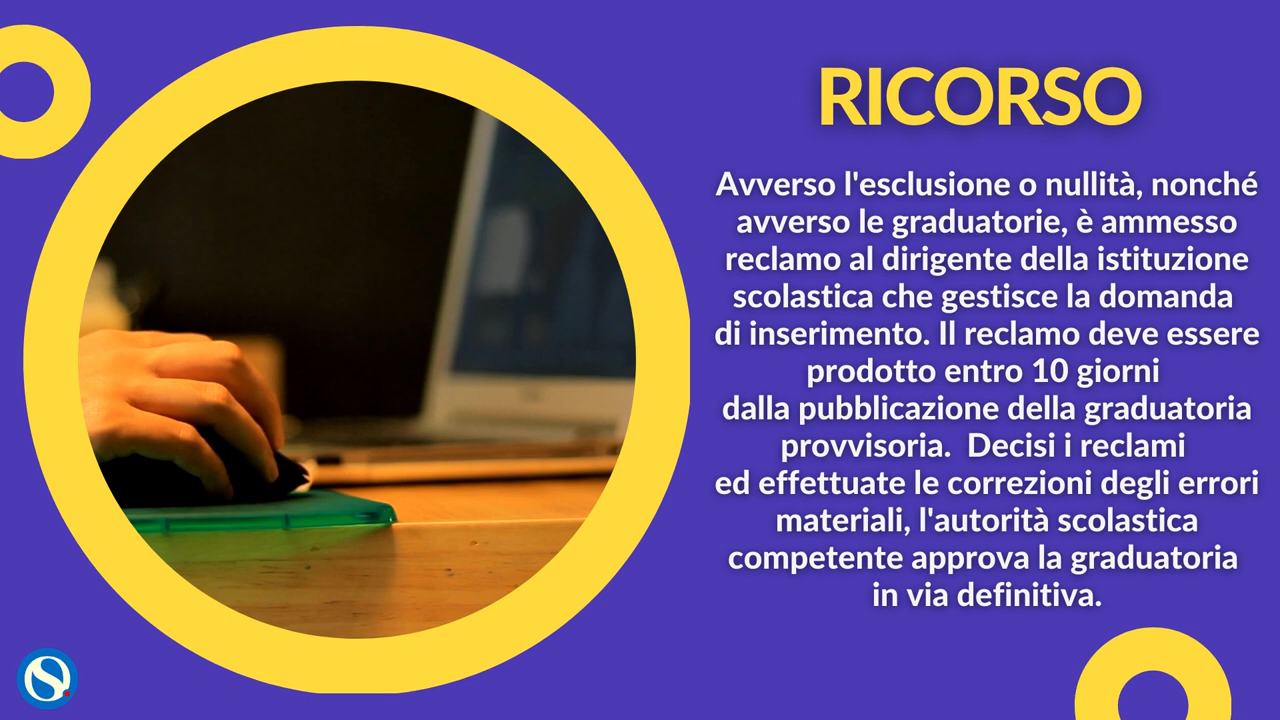 RICORSO
Avverso l'esclusione o nullità, nonché
avverso le graduatorie, è ammesso
reclamo al dirigente della istituzione
scolastica che gestisce la domanda
di inserimento. Il reclamo deve essere
prodotto entro 10 giorni
dalla pubblicazione della graduatoria
provvisoria.  Decisi i reclami
ed effettuate le correzioni degli errori
materiali, l'autorità scolastica
competente approva la graduatoria
in via definitiva.
S